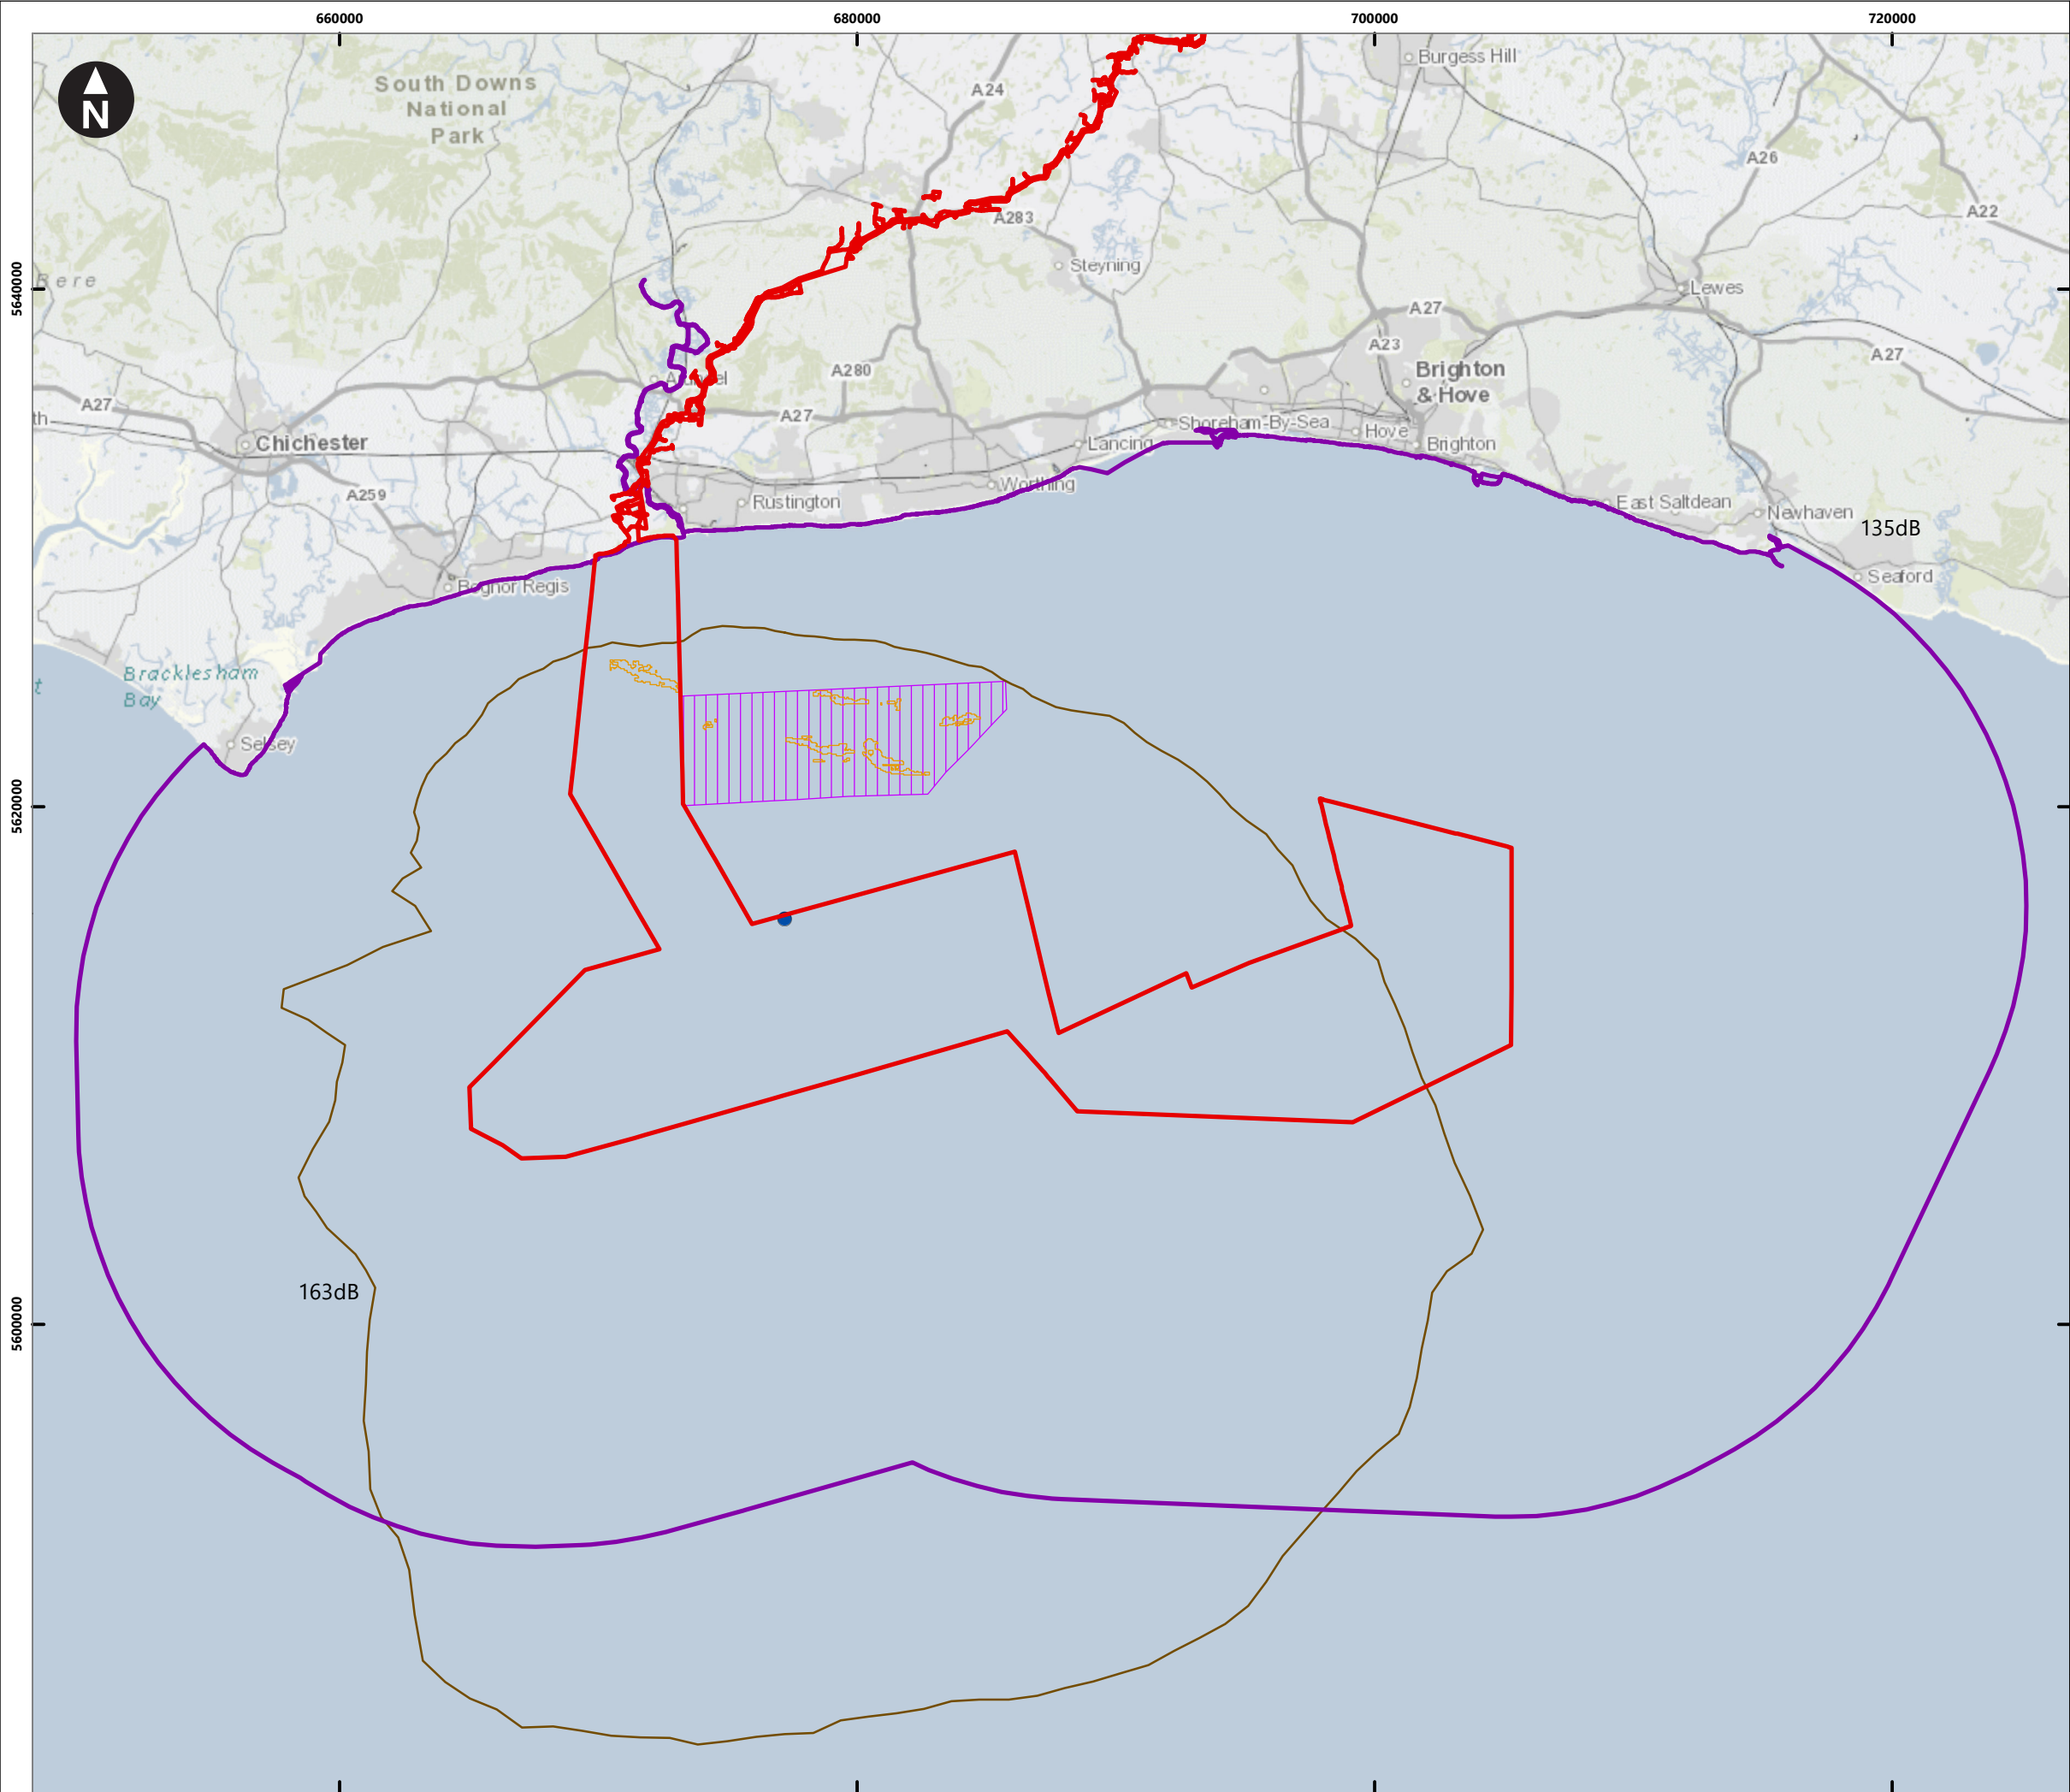 660000
680000
700000
720000
N
South Downs
National
Park
A24
Burgess Hill
A26
A22
A283
Steyning
5640000
Bere
Lewes
A27
A23
A27
A280
Brighton
& Hove
A27
A27
th
Chichester
Shoreham-By-Sea
Hove
Lancing
Brighton
Worthing
A259
Rustington
East Saltdean
Newhaven
135dB
Seaford
Bognor Regis
Bracklesham
Bay
t
Selsey
5620000
163dB
5600000